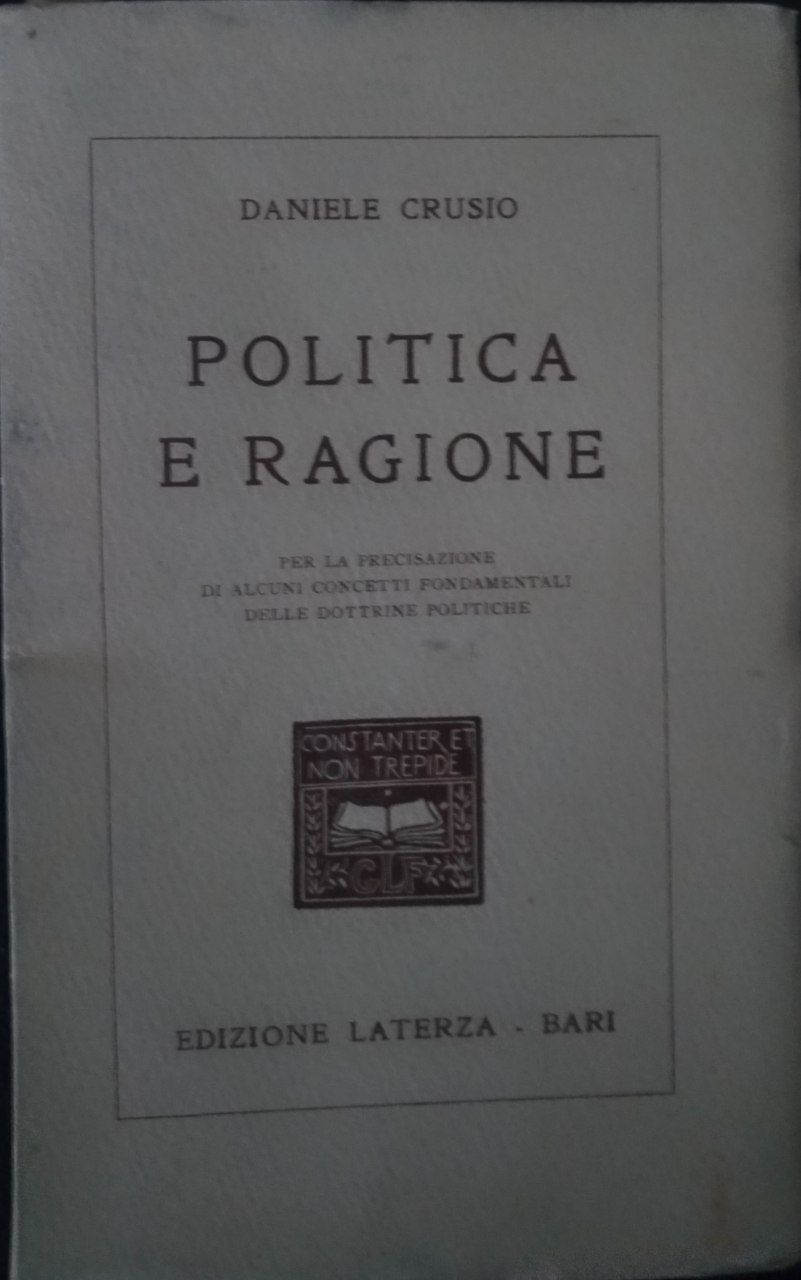 DANIELE CRUSIO
POLITICA
E RAGIONE
PER LA PRECISAZIONE
DI ALCUNI CONCETTI FONDAMENTALI
DELLE DOTTRINE POLITICHE
CONSTANTER ET
NON TREPIDE
GLF
EDIZIONE LATERZA - BARI